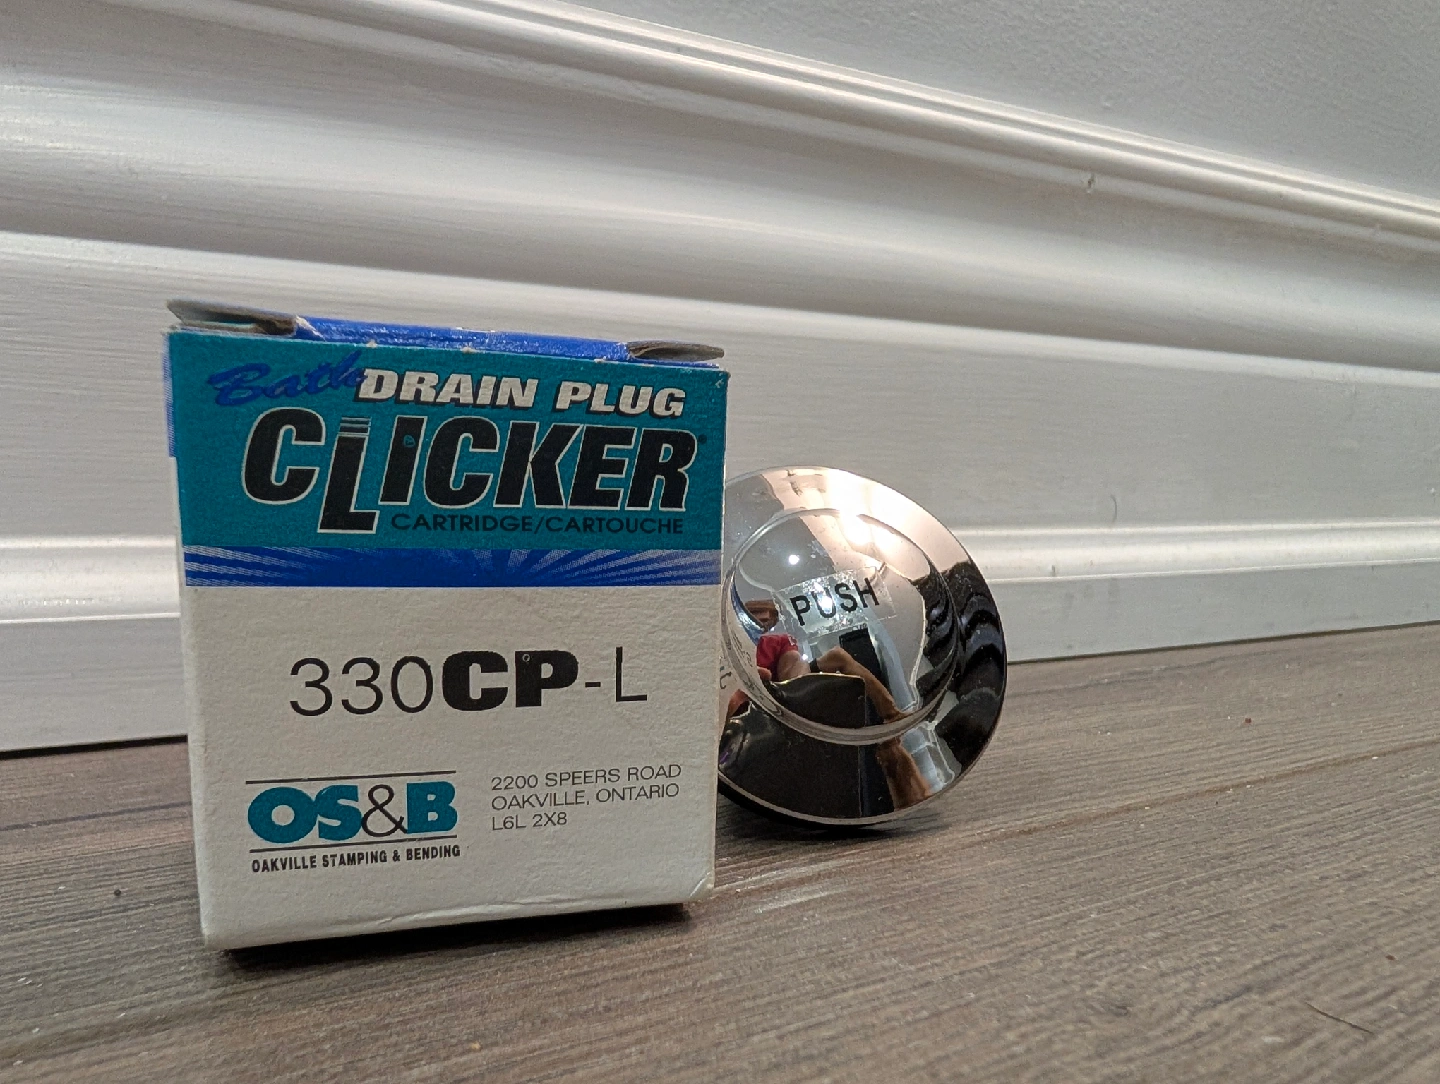 Bath DRAIN PLUG
CLICKER®
CARTRIDGE/CARTOUCHE
330CP-L
OS&B
OAKVILLE STAMPING & BENDING
2200 SPEERS ROAD
OAKVILLE, ONTARIO
L6L 2X8
PUSH